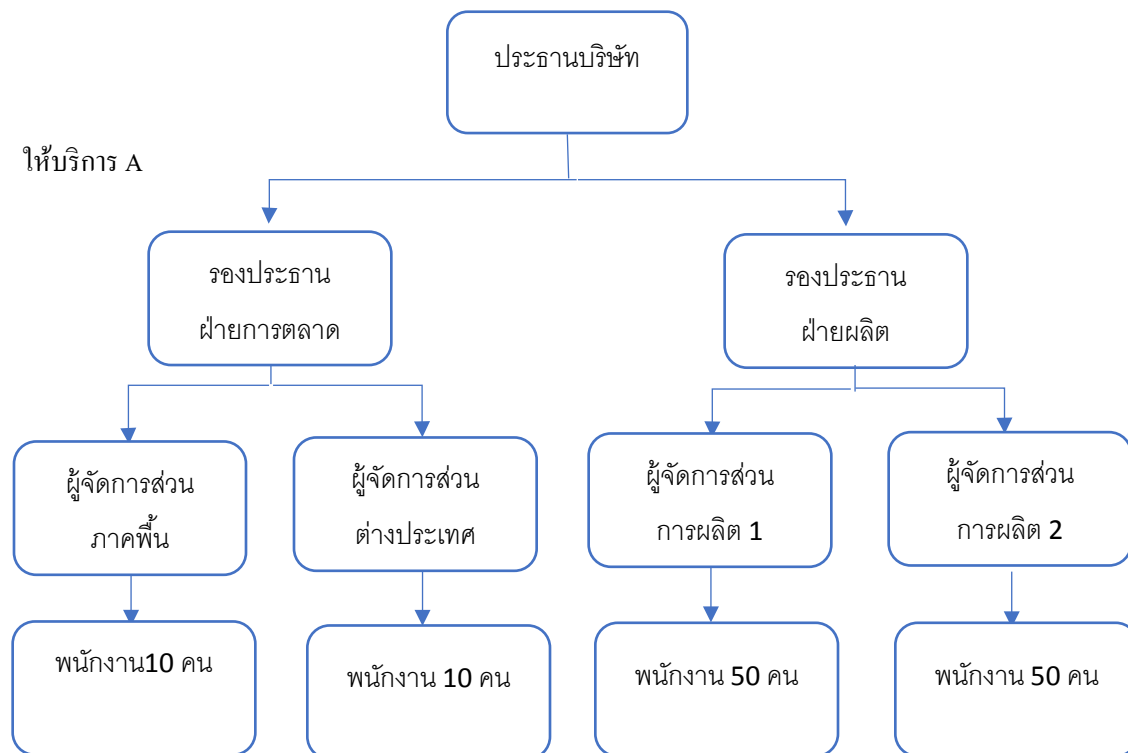 ประธานบริษัท
ให้บริการ A
รองประธาน
ฝ่ายการตลาด
รองประธาน
ฝ่ายผลิต
ผู้จัดการส่วน
ภาคพื้น
ผู้จัดการส่วน
ต่างประเทศ
ผู้จัดการส่วน
การผลิต 1
ผู้จัดการส่วน
การผลิต 2
พนักงาน10 คน
พนักงาน 10 คน
พนักงาน 50 คน
พนักงาน 50 คน